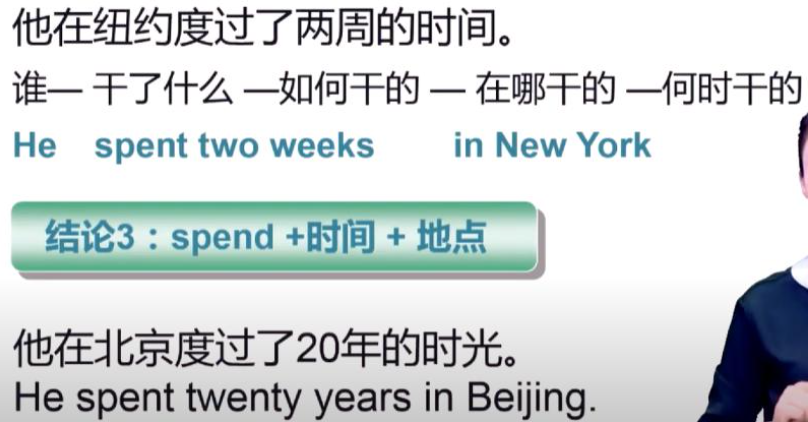 他在纽约度过了两周的时间。
谁— 干了什么 —如何干的 — 在哪干的 —何时干的
He spent two weeks in New York
结论3：spend +时间 + 地点
他在北京度过了20年的时光。
He spent twenty years in Beijing.